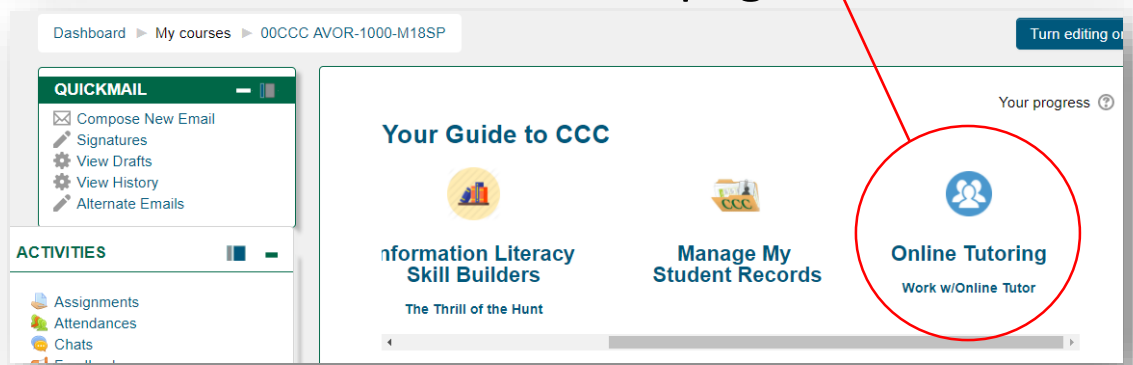 Dashboard ▶ My courses ▶ 00CCC AVOR-1000-M18SP
Turn editing
QUICKMAIL
Compose New Email
Signatures
View Drafts
View History
Alternate Emails
ACTIVITIES
Assignments
Attendances
Chats
Your progress
Your Guide to CCC
CCC
nformation Literacy
Skill Builders
The Thrill of the Hunt
Manage My
Student Records
Online Tutoring
Work w/Online Tutor